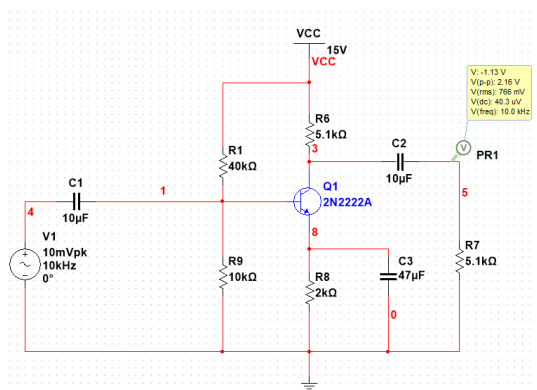 VCC
15V
VCC
V: -1.13 V
V(p-p): 2.16 V
V(rms): 766 mV
V(dc): 40.3 uV
V(freq): 10.0 kHz
R6
5.1kΩ
3
C2
10μF
PR1
R1
40kΩ
C1
10μF
1
Q1
2N2222A
5
4
V1
10mVpk
10kHz
0°
8
R9
10kΩ
R8
2kΩ
C3
47μF
0
R7
5.1kΩ
V